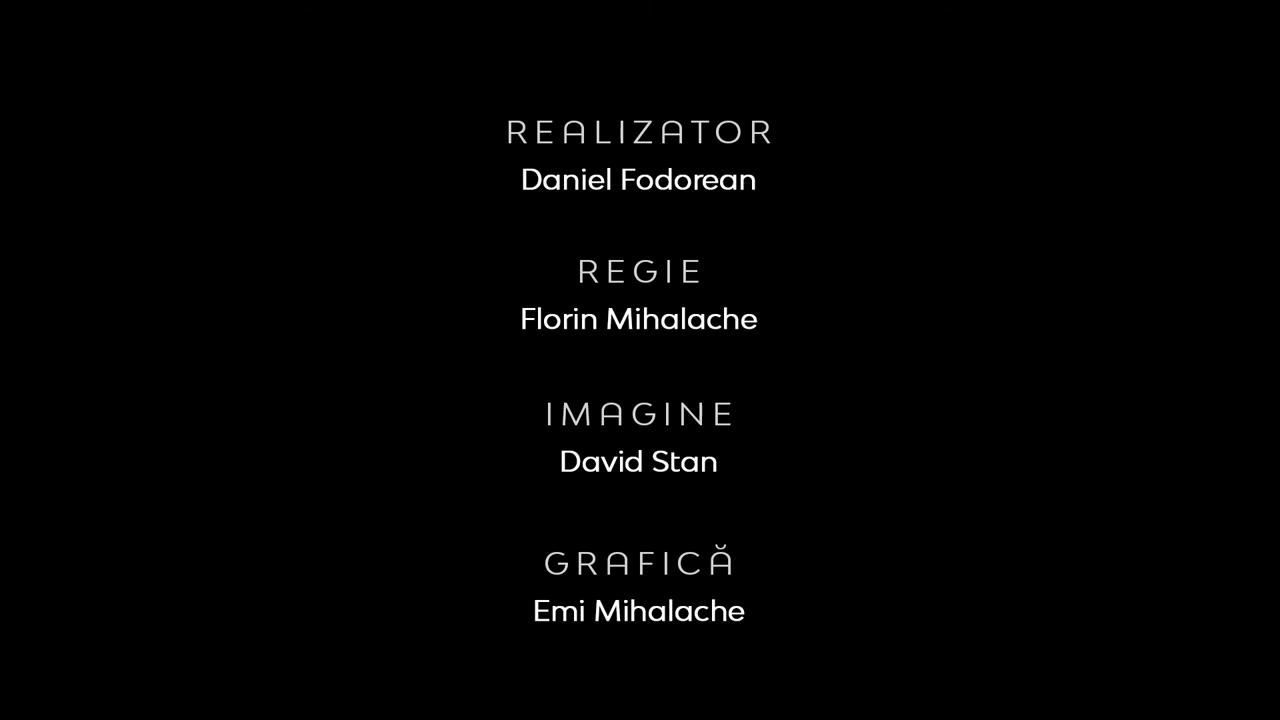 REALIZATOR
Daniel Fodorean
REGIE
Florin Mihalache
IMAGINE
David Stan
GRAFICĂ
Emi Mihalache